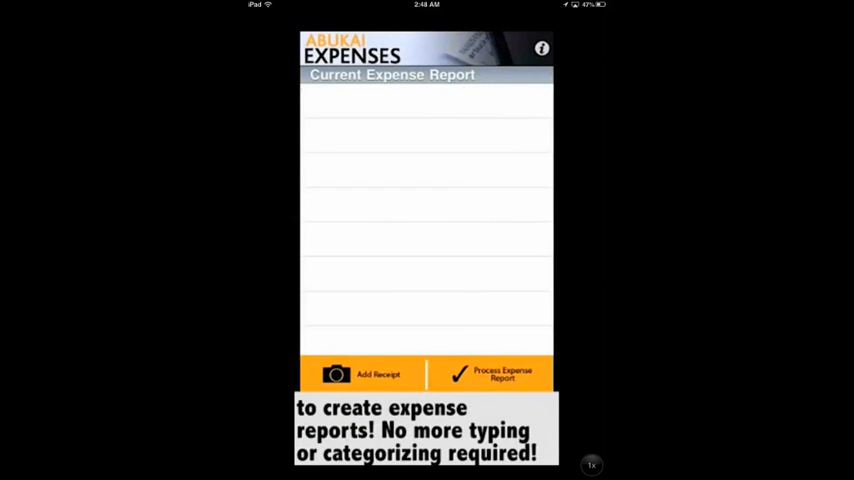 iPad 2:48 AM 47%
ABUKAI
EXPENSES
i
Current Expense Report
Add Receipt
Process Expense
Report
to create expense
reports! No more typing
or categorizing required!
1x